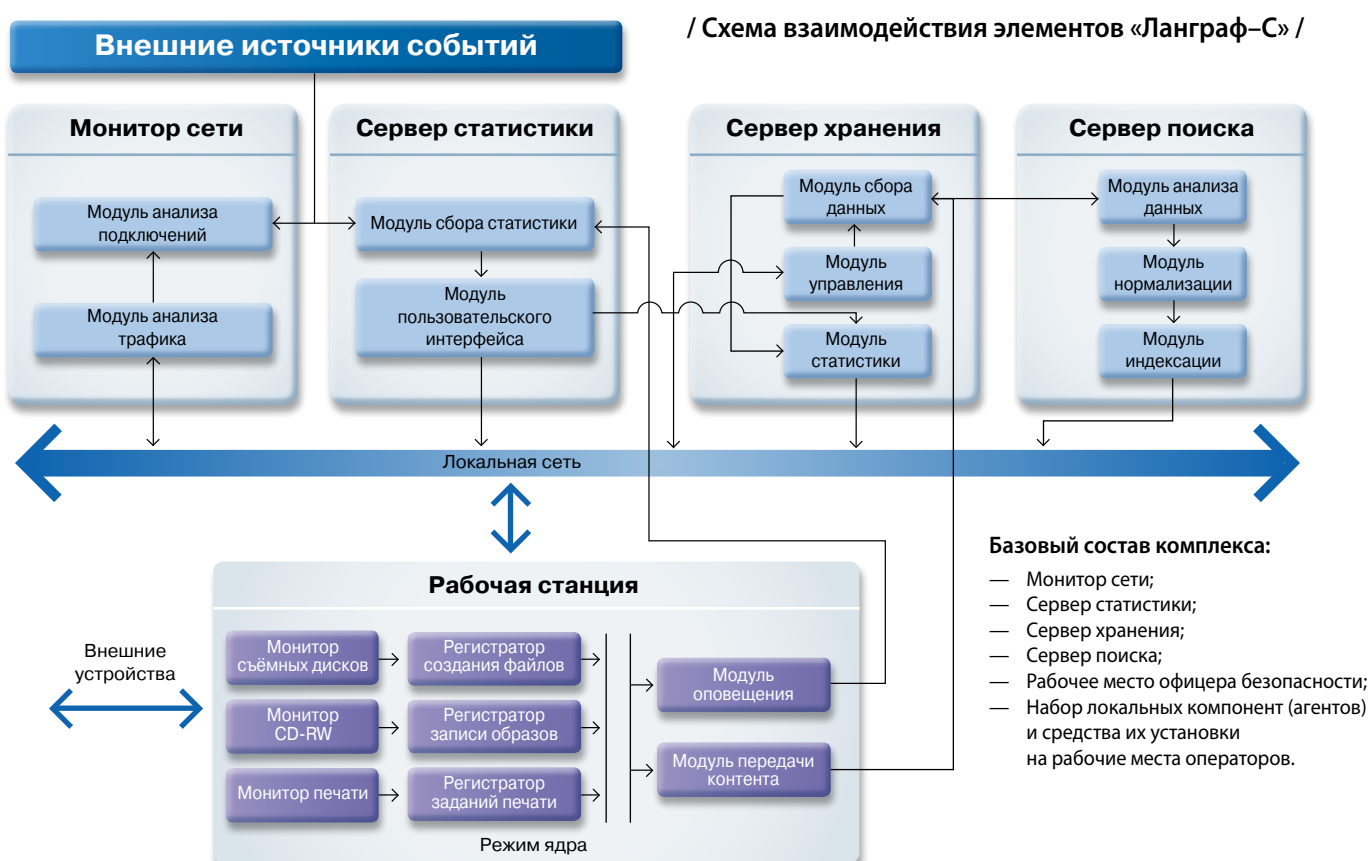 / Схема взаимодействия элементов «Ланграф–С» /
Внешние источники событий
Монитор сети
Модуль анализа
подключений
Модуль анализа
трафика
Сервер статистики
Модуль сбора статистики
Модуль
пользовательского
интерфейса
Сервер хранения
Модуль сбора
данных
Модуль
управления
Модуль
статистики
Сервер поиска
Модуль анализа
данных
Модуль
нормализации
Модуль
индексации
Локальная сеть
Внешние
устройства
Рабочая станция
Монитор
съёмных дисков
Регистратор
создания файлов
Монитор
CD-RW
Регистратор
записи образов
Монитор печати
Регистратор
заданий печати
Модуль
оповещения
Модуль передачи
контента
Режим ядра
Базовый состав комплекса:
— Монитор сети;
— Сервер статистики;
— Сервер хранения;
— Сервер поиска;
— Рабочее место офицера безопасности;
— Набор локальных компонент (агентов)
и средства их установки
на рабочие места операторов.